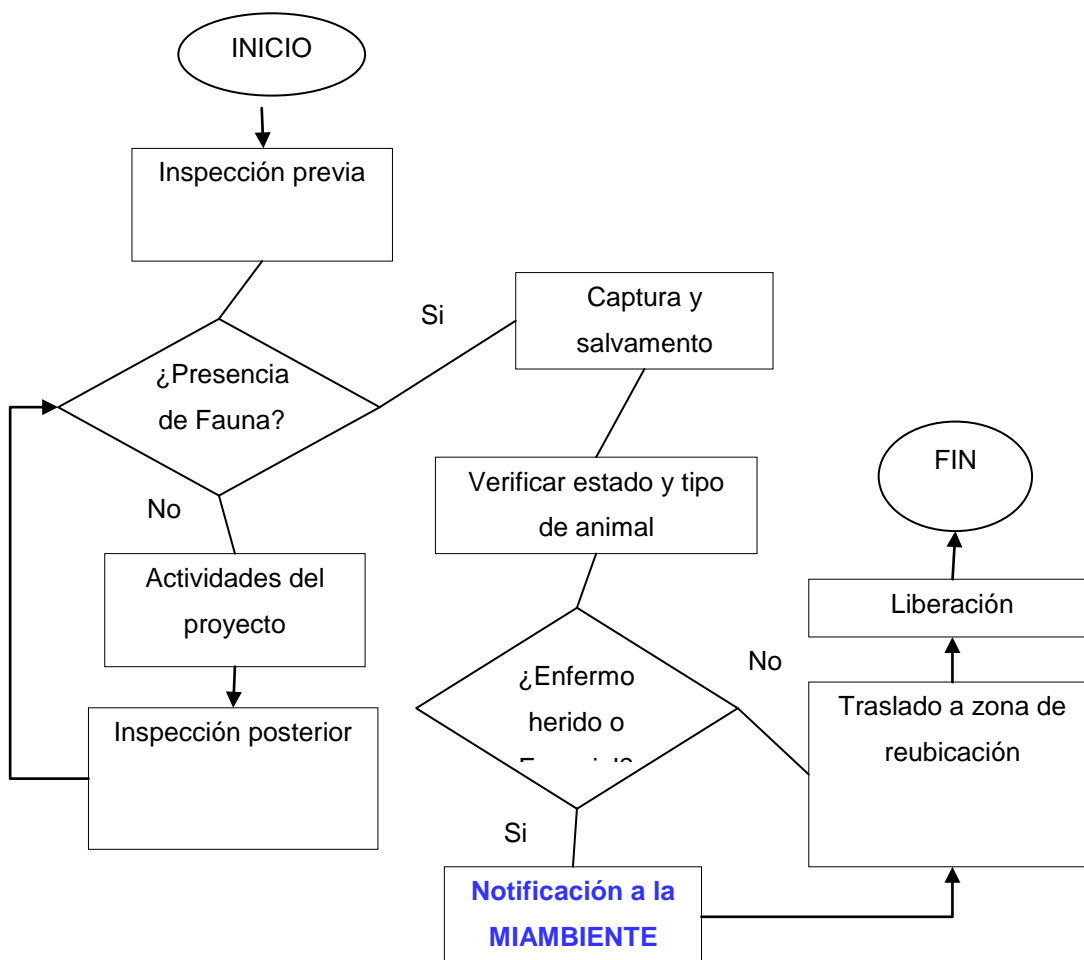 INICIO
Inspección previa
¿Presencia
de Fauna?
Si
Captura y
salvamento
Verificar estado y tipo
de animal
No
Actividades del
proyecto
Inspección posterior
¿Enfermo
herido o
Si
Notificación a la
MIAMBIENTE
No
Traslado a zona de
reubicación
Liberación
FIN